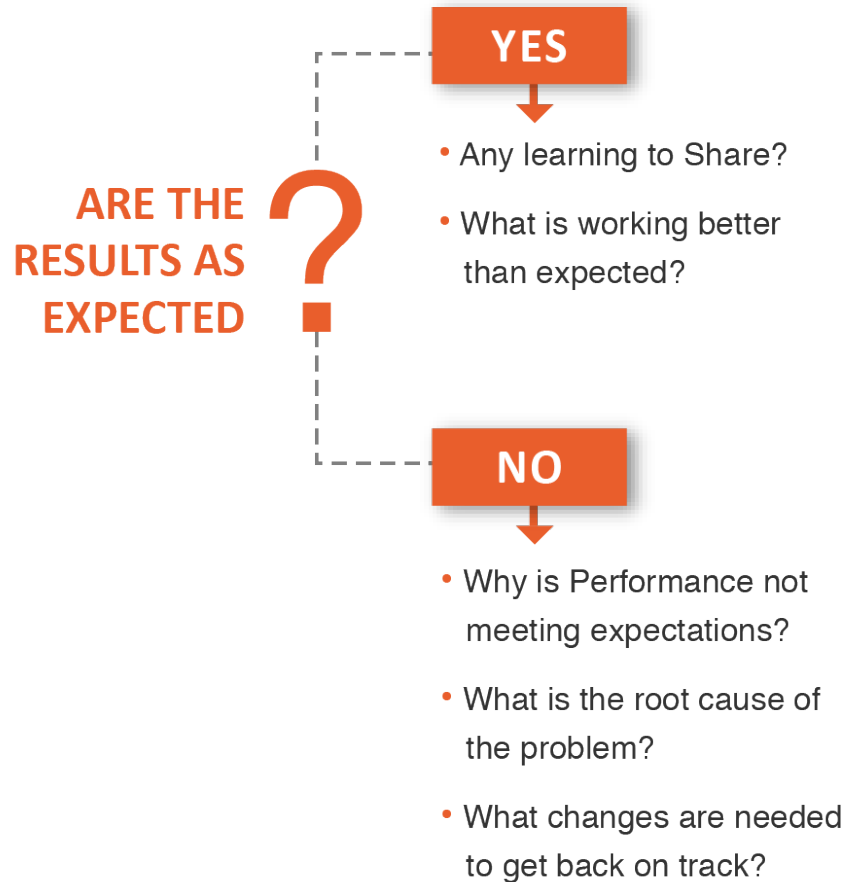 ARE THE
RESULTS AS
EXPECTED
?
YES
• Any learning to Share?
• What is working better
than expected?
NO
• Why is Performance not
meeting expectations?
• What is the root cause of
the problem?
• What changes are needed
to get back on track?